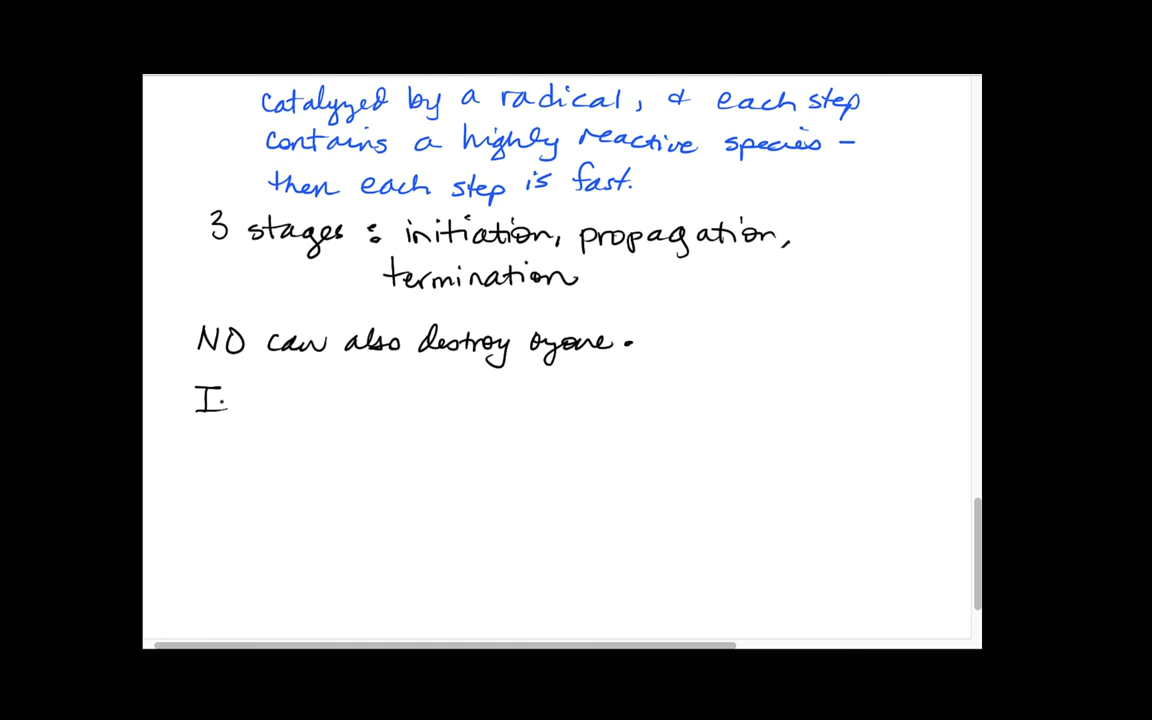 catalyzed by a radical, & each step
contains a highly reactive species -
then each step is fast.
3 stages : initiation, propagation,
termination
NO can also destroy ozone.
I.